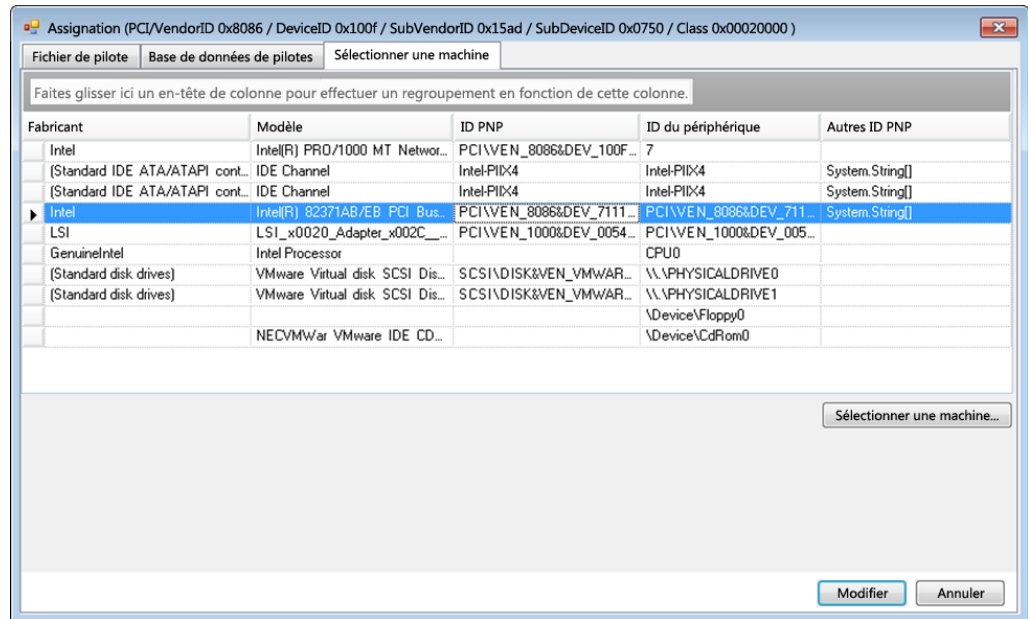 Assignation (PCI/VendorID 0x8086 / DeviceID 0x100f / SubVendorID 0x15ad / SubDeviceID 0x0750 / Class 0x00020000 )
Fichier de pilote Base de données de pilotes Sélectionner une machine
Faites glisser ici un en-tête de colonne pour effectuer un regroupement en fonction de cette colonne.
Fabricant Modèle ID PNP ID du périphérique Autres ID PNP
Intel Intel(R) PRO/1000 MT Networ... PCI\VEN_8086&DEV_100F... 7
(Standard IDE ATA/ATAPI cont... IDE Channel Intel-PIIX4 Intel-PIIX4 System.String[]
(Standard IDE ATA/ATAPI cont... IDE Channel Intel-PIIX4 Intel-PIIX4 System.String[]
Intel Intel(R) 82371AB/EB PCI Bus... PCI\VEN_8086&DEV_7111... PCI\VEN_8086&DEV_711... System.String[]
LSI LSI_x0020_Adapter_x002C__... PCI\VEN_1000&DEV_0054... PCI\VEN_1000&DEV_005...
GenuineIntel Intel Processor CPU0
(Standard disk drives) VMware Virtual disk SCSI Dis... SCSI\DISK&VEN_VMWAR... \\.\PHYSICALDRIVE0
(Standard disk drives) VMware Virtual disk SCSI Dis... SCSI\DISK&VEN_VMWAR... \\.\PHYSICALDRIVE1
\Device\Floppy0
NECVMWar VMware IDE CD... \Device\CdRom0
Sélectionner une machine...
Modifier Annuler